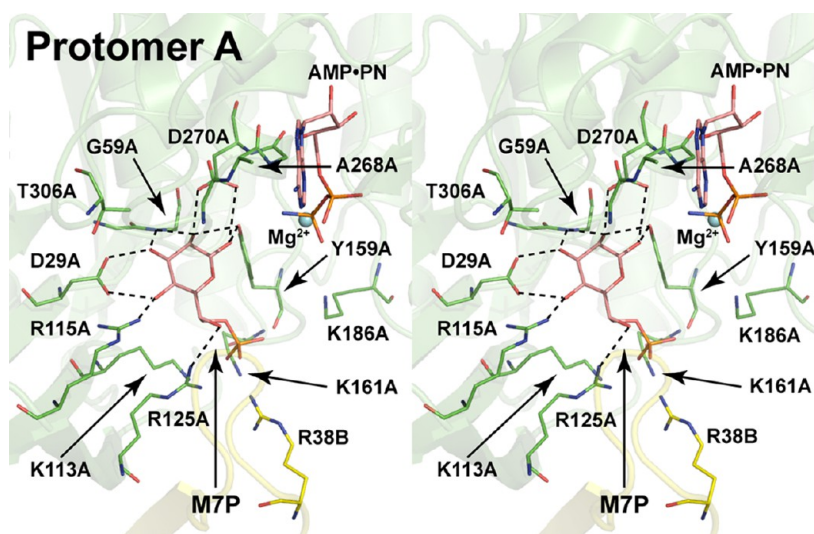 Protomer A
AMP•PN
AMP•PN
D270A
D270A
G59A
G59A
A268A
A268A
T306A
T306A
Mg²⁺
Mg²⁺
D29A
Y159A
D29A
Y159A
R115A
K186A
R115A
K186A
K161A
K161A
R125A
R125A
R38B
R38B
K113A
K113A
M7P
M7P